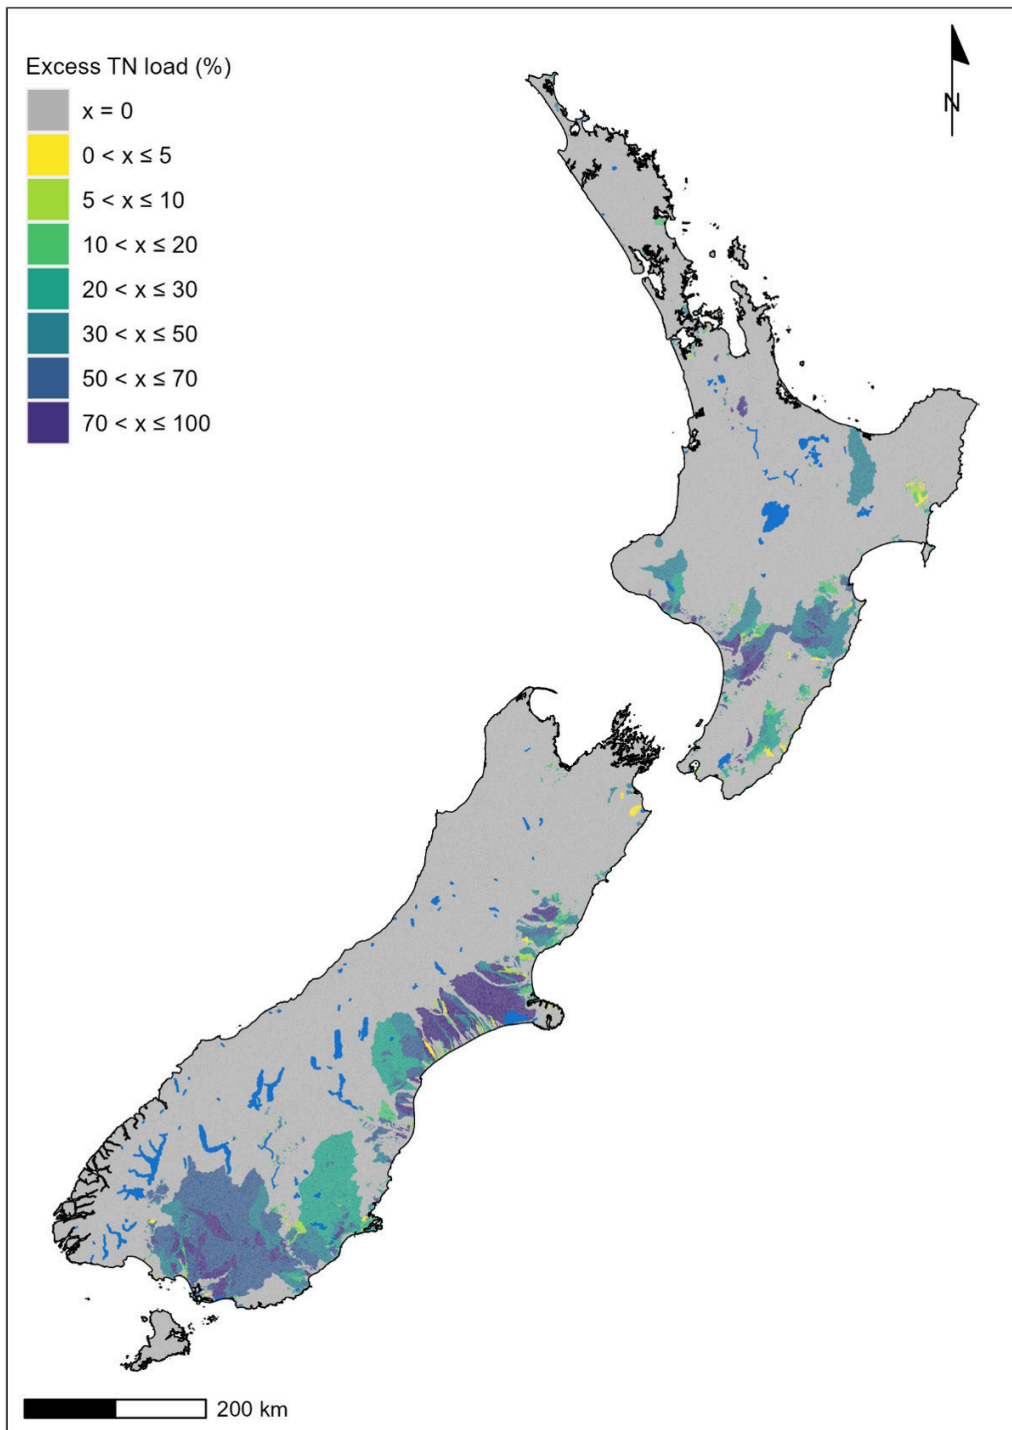 Excess TN load (%)
x = 0
0 < x ≤ 5
5 < x ≤ 10
10 < x ≤ 20
20 < x ≤ 30
30 < x ≤ 50
50 < x ≤ 70
70 < x ≤ 100
N
200 km